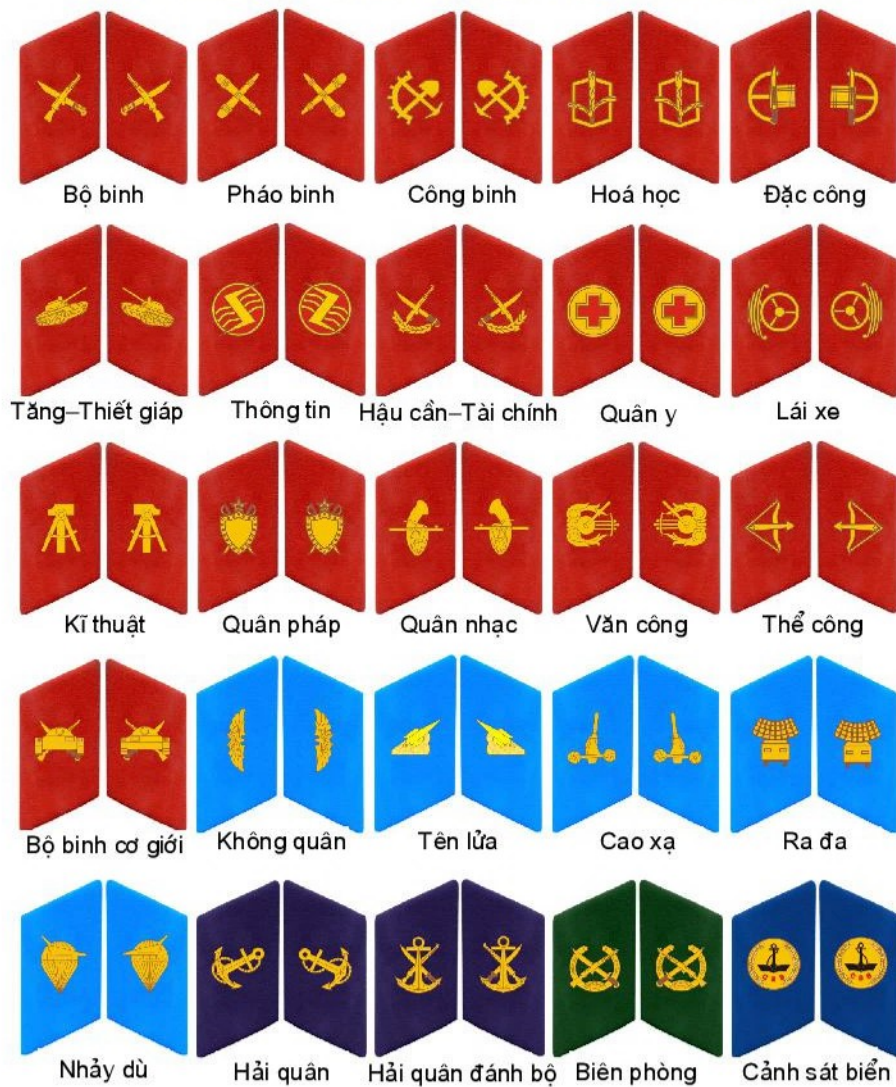 Bộ binh Pháo binh Công binh Hoá học Đặc công
Tăng–Thiết giáp Thông tin Hậu cần–Tài chính Quân y Lái xe
Kĩ thuật Quân pháp Quân nhạc Văn công Thể công
Bộ binh cơ giới Không quân Tên lửa Cao xạ Ra đa
Nhảy dù Hải quân Hải quân đánh bộ Biên phòng Cảnh sát biển